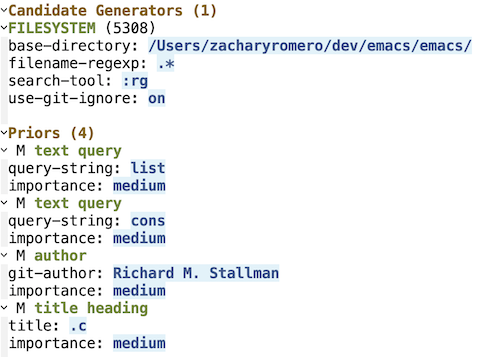 Candidate Generators (1)
FILESYSTEM (5308)
base-directory: /Users/zacharyromero/dev/emacs/emacs/
filename-regexp: .*
search-tool: :rg
use-git-ignore: on
Priors (4)
M text query
query-string: list
importance: medium
M text query
query-string: cons
importance: medium
M author
git-author: Richard M. Stallman
importance: medium
M title heading
title: .c
importance: medium